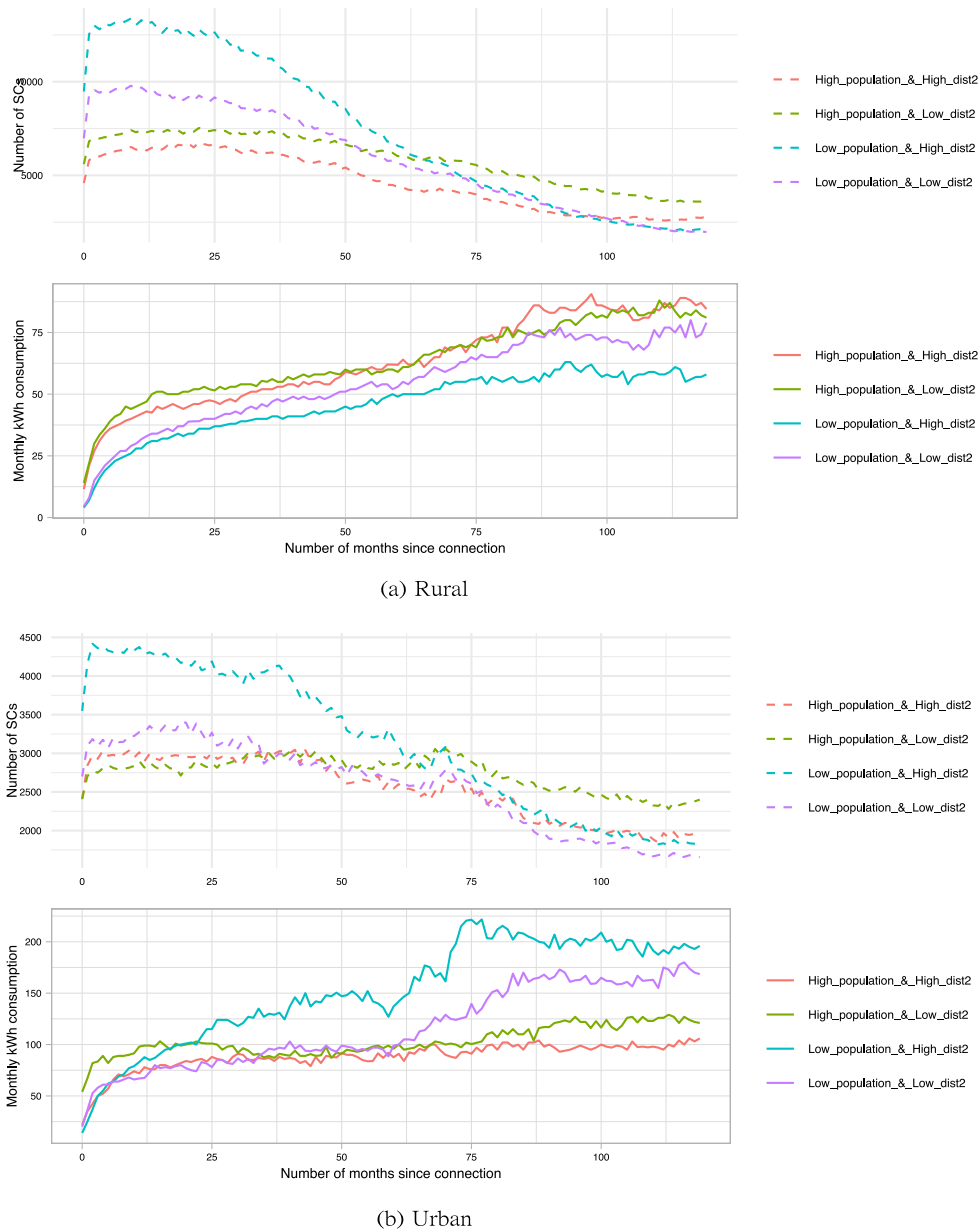 Number of SCs
10000
5000
0
25
50
75
100
High_population_&_High_dist2
High_population_&_Low_dist2
Low_population_&_High_dist2
Low_population_&_Low_dist2
Monthly kWh consumption
75
50
25
0
0
25
50
75
100
Number of months since connection
High_population_&_High_dist2
High_population_&_Low_dist2
Low_population_&_High_dist2
Low_population_&_Low_dist2
(a) Rural
Number of SCs
4500
4000
3500
3000
2500
2000
0
25
50
75
100
High_population_&_High_dist2
High_population_&_Low_dist2
Low_population_&_High_dist2
Low_population_&_Low_dist2
Monthly kWh consumption
200
150
100
50
0
25
50
75
100
Number of months since connection
High_population_&_High_dist2
High_population_&_Low_dist2
Low_population_&_High_dist2
Low_population_&_Low_dist2
(b) Urban